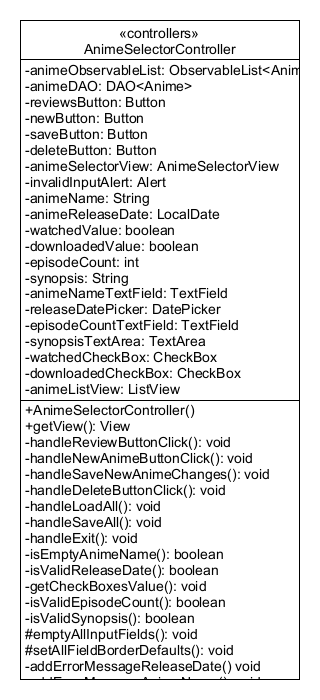 «controllers»
AnimeSelectorController
-animeObservableList: ObservableList<Anim
-animeDAO: DAO<Anime>
-reviewsButton: Button
-newButton: Button
-saveButton: Button
-deleteButton: Button
-animeSelectorView: AnimeSelectorView
-invalidInputAlert: Alert
-animeName: String
-animeReleaseDate: LocalDate
-watchedValue: boolean
-downloadedValue: boolean
-episodeCount: int
-synopsis: String
-animeNameTextField: TextField
-releaseDatePicker: DatePicker
-episodeCountTextField: TextField
-synopsisTextArea: TextArea
-watchedCheckBox: CheckBox
-downloadedCheckBox: CheckBox
-animeListView: ListView
+AnimeSelectorController()
+getView(): View
-handleReviewButtonClick(): void
-handleNewAnimeButtonClick(): void
-handleSaveNewAnimeChanges(): void
-handleDeleteButtonClick(): void
-handleLoadAll(): void
-handleSaveAll(): void
-handleExit(): void
-isEmptyAnimeName(): boolean
-isValidReleaseDate(): boolean
-getCheckBoxesValue(): void
-isValidEpisodeCount(): boolean
-isValidSynopsis(): boolean
#emptyAllInputFields(): void
#setAllFieldBorderDefaults(): void
-addErrorMessageReleaseDate() void